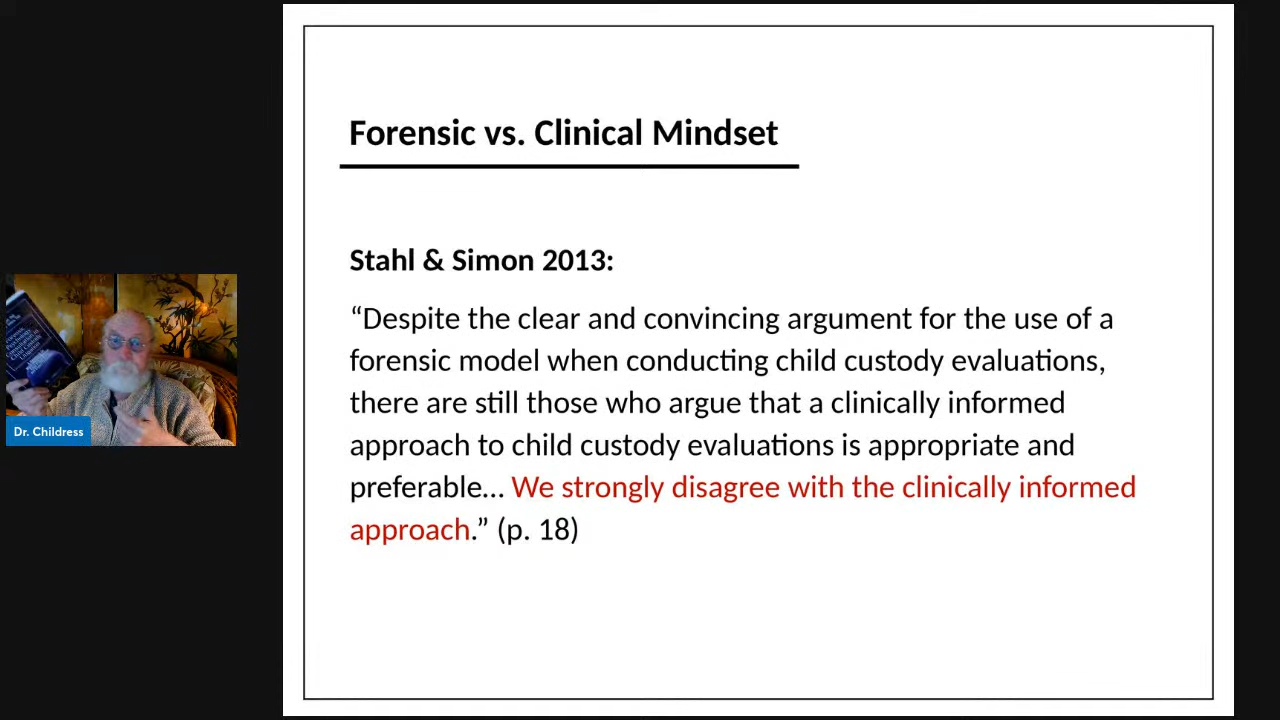 Forensic vs. Clinical Mindset
Stahl & Simon 2013:
“Despite the clear and convincing argument for the use of a
forensic model when conducting child custody evaluations,
there are still those who argue that a clinically informed
approach to child custody evaluations is appropriate and
preferable… We strongly disagree with the clinically informed
approach.” (p. 18)
Dr. Childress